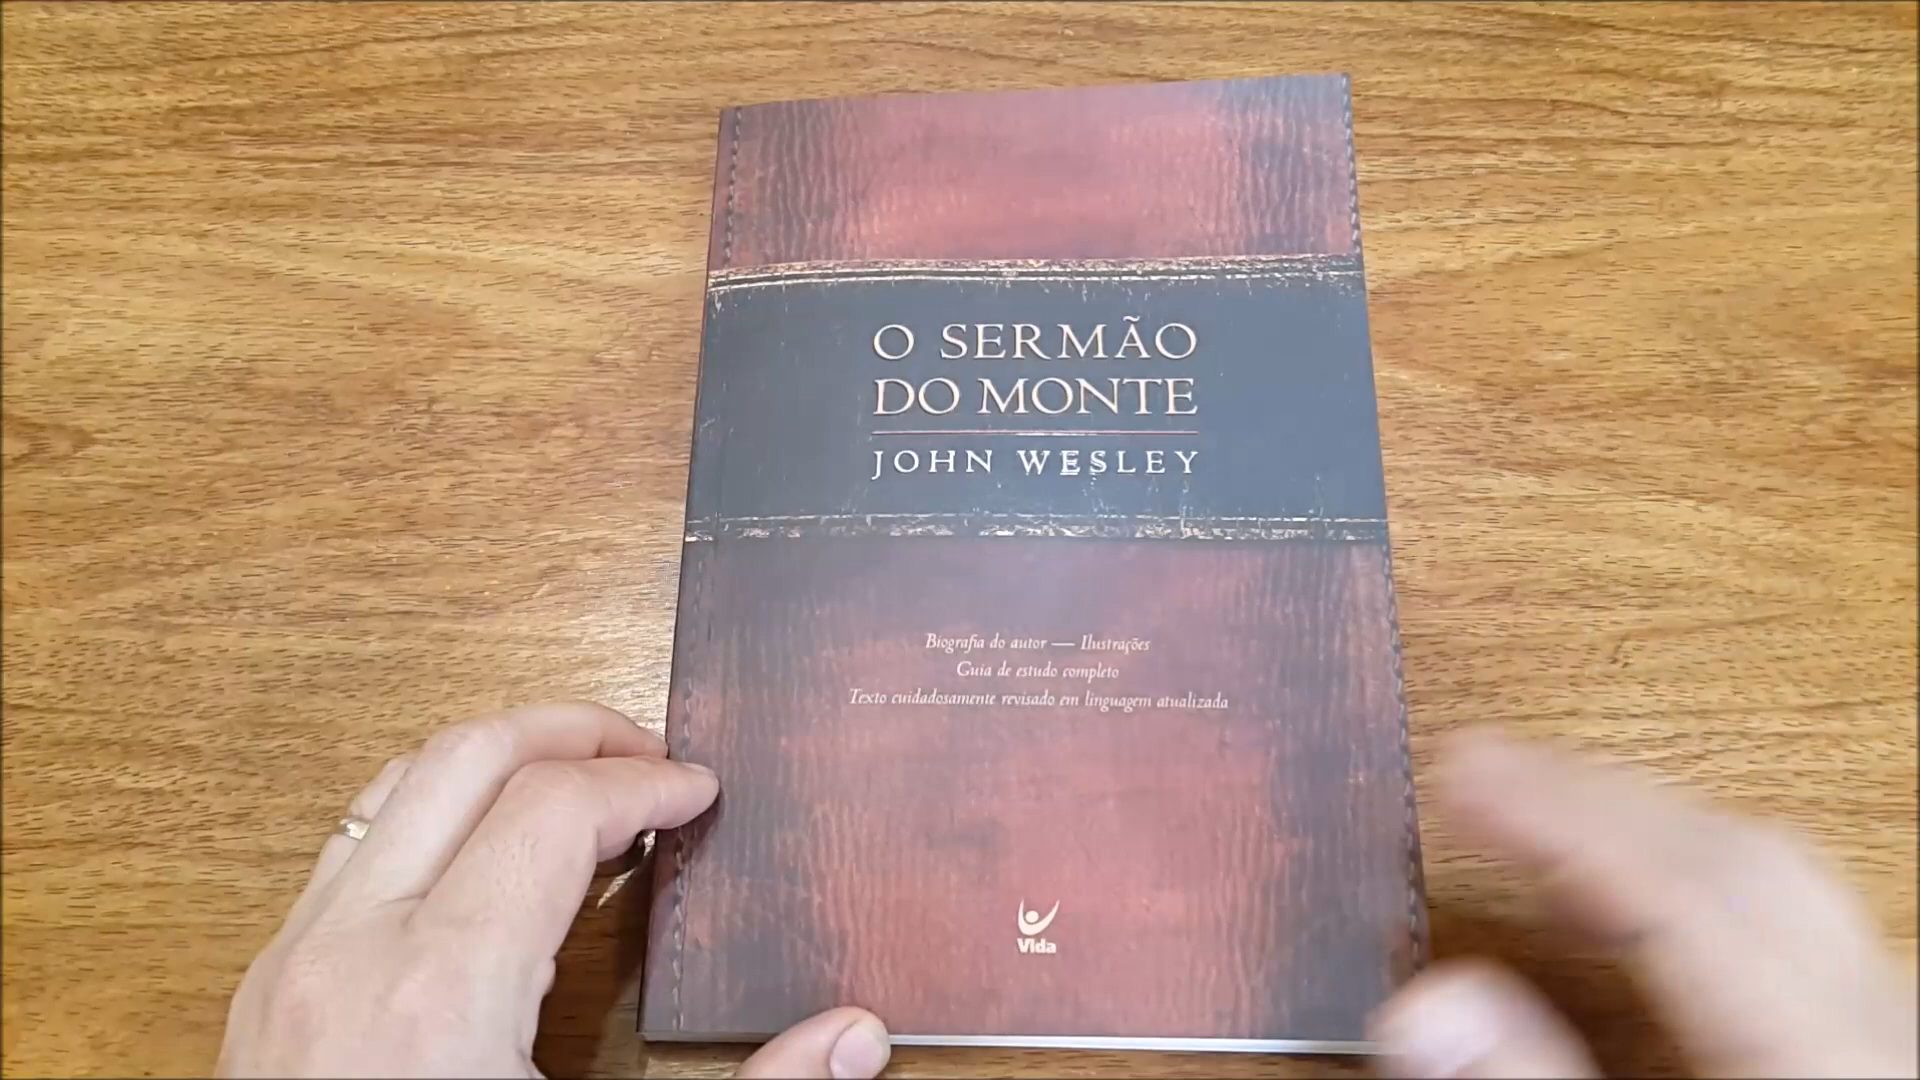 O SERMÃO
DO MONTE
JOHN WESLEY
Biografia do autor — Ilustrações
Guia de estudo completo
Texto cuidadosamente revisado em linguagem atualizada
Vida